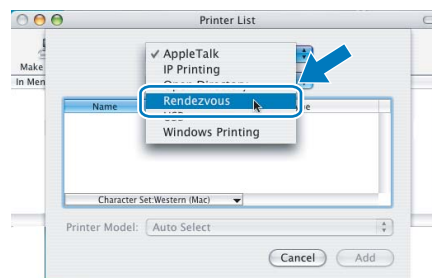 Printer List
Make
In Men
AppleTalk
IP Printing
Rendezvous
Name
Windows Printing
Character Set:Western (Mac)
Printer Model: Auto Select
Cancel
Add